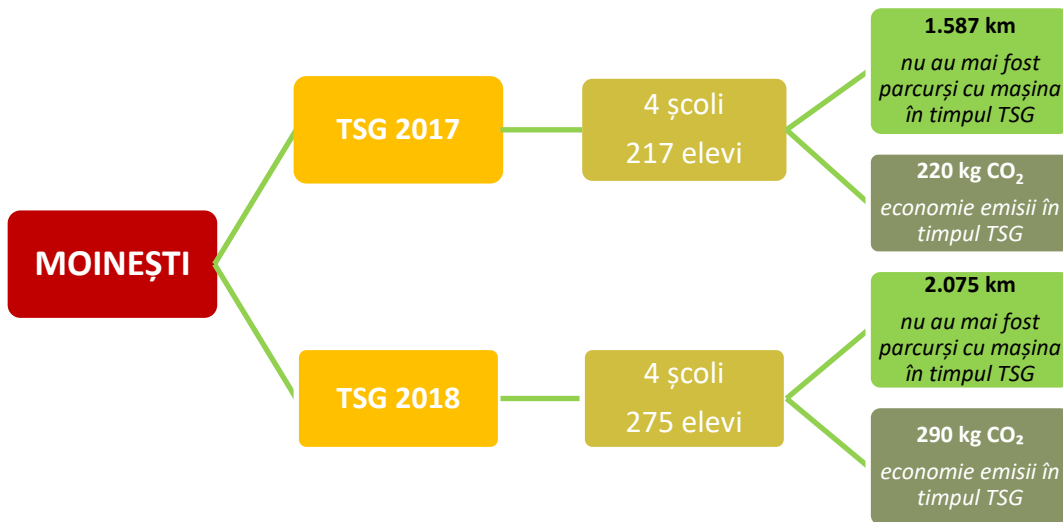 MOINEȘTI
TSG 2017
4 școli
217 elevi
1.587 km
nu au mai fost
parcurși cu mașina
în timpul TSG
220 kg CO₂
economie emisii în
timpul TSG
TSG 2018
4 școli
275 elevi
2.075 km
nu au mai fost
parcurși cu mașina
în timpul TSG
290 kg CO₂
economie emisii în
timpul TSG